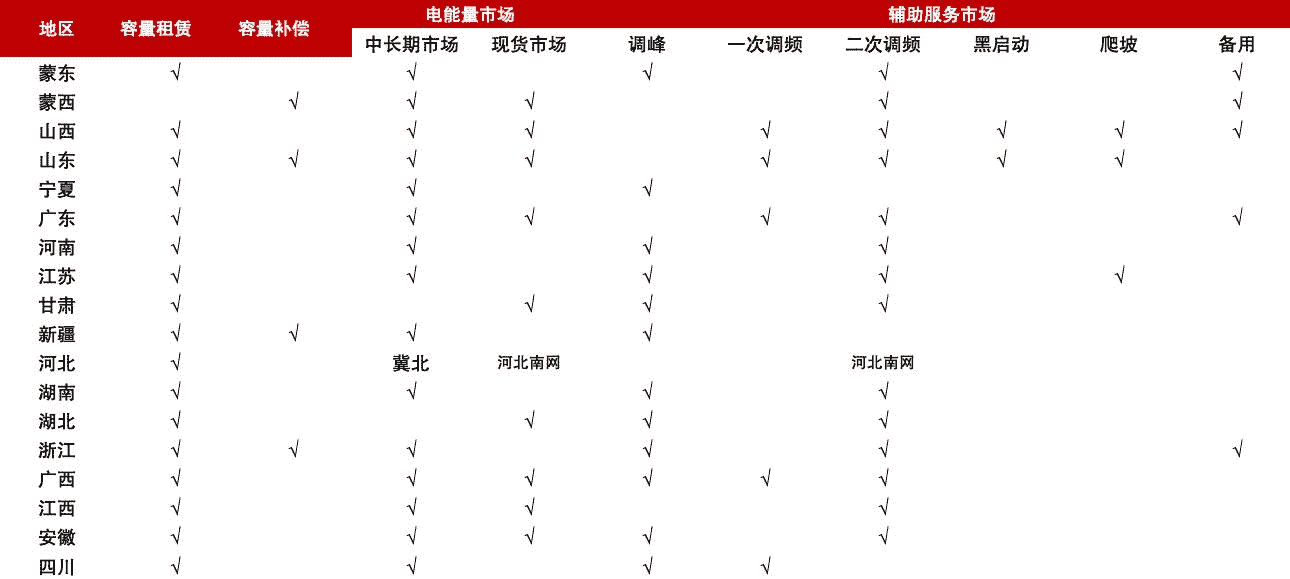 地区 容量租赁 容量补偿 电能量市场 辅助服务市场
中长期市场 现货市场 调峰 一次调频 二次调频 黑启动 爬坡 备用
蒙东 √ √ √ √ √
蒙西 √ √ √ √ √
山西 √ √ √ √ √ √ √ √
山东 √ √ √ √ √ √ √ √
宁夏 √ √ √
广东 √ √ √ √ √ √
河南 √ √ √ √
江苏 √ √ √ √ √
甘肃 √ √ √ √
新疆 √ √ √ √
河北 √ 冀北 河北南网 河北南网
湖南 √ √ √ √
湖北 √ √ √ √
浙江 √ √ √ √ √ √
广西 √ √ √ √ √ √
江西 √ √ √ √
安徽 √ √ √ √ √
四川 √ √ √ √